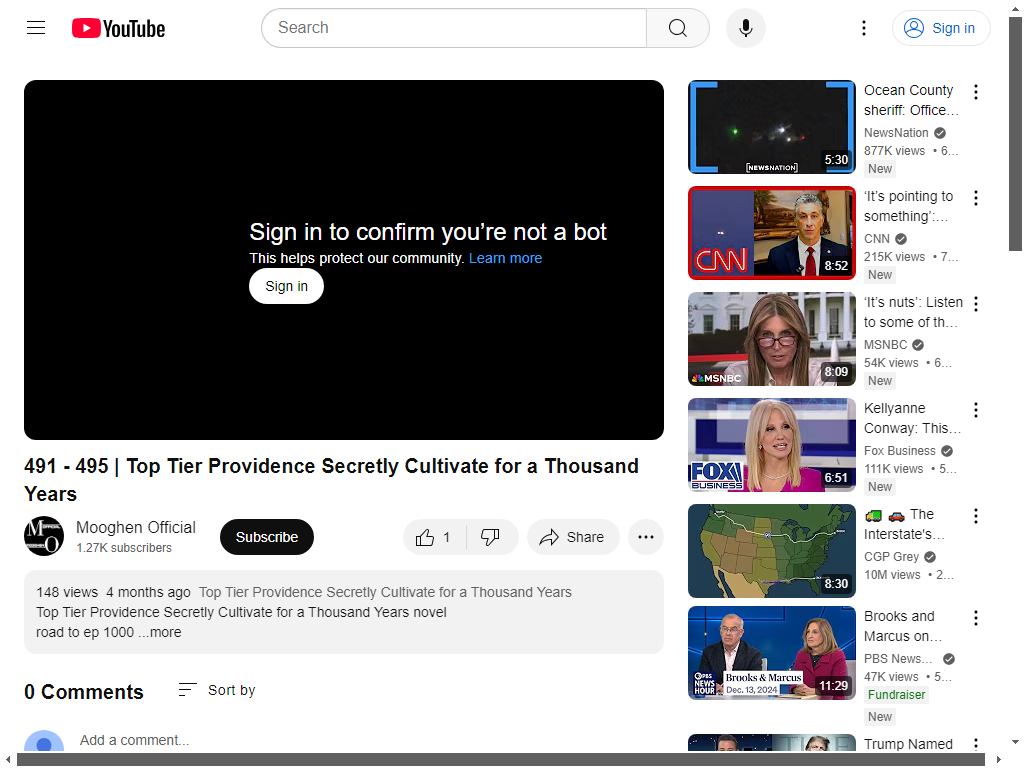 YouTube
Search
Sign in
Sign in to confirm you're not a bot
This helps protect our community. Learn more
Sign in
491 - 495 | Top Tier Providence Secretly Cultivate for a Thousand
Years
Mooghen Official
1.27K subscribers
Subscribe
1
Share
148 views 4 months ago Top Tier Providence Secretly Cultivate for a Thousand Years
Top Tier Providence Secretly Cultivate for a Thousand Years novel
road to ep 1000 ...more
0 Comments
Sort by
Add a comment...
NEWSNATION
5:30
Ocean County
sheriff: Office...
NewsNation
877K views • 6...
New
CNN
8:52
‘It’s pointing to
something’:...
CNN
215K views • 7...
New
MSNBC
8:09
‘It’s nuts’: Listen
to some of th...
MSNBC
54K views • 6...
New
FOX
BUSINESS
6:51
Kellyanne
Conway: This...
Fox Business
111K views • 5...
New
8:30
The
Interstate's...
CGP Grey
10M views • 2...
PBS
NEWS
HOUR
Brooks & Marcus
Dec. 13, 2024
11:29
Brooks and
Marcus on...
PBS News...
47K views • 5...
Fundraiser
New
Trump Named